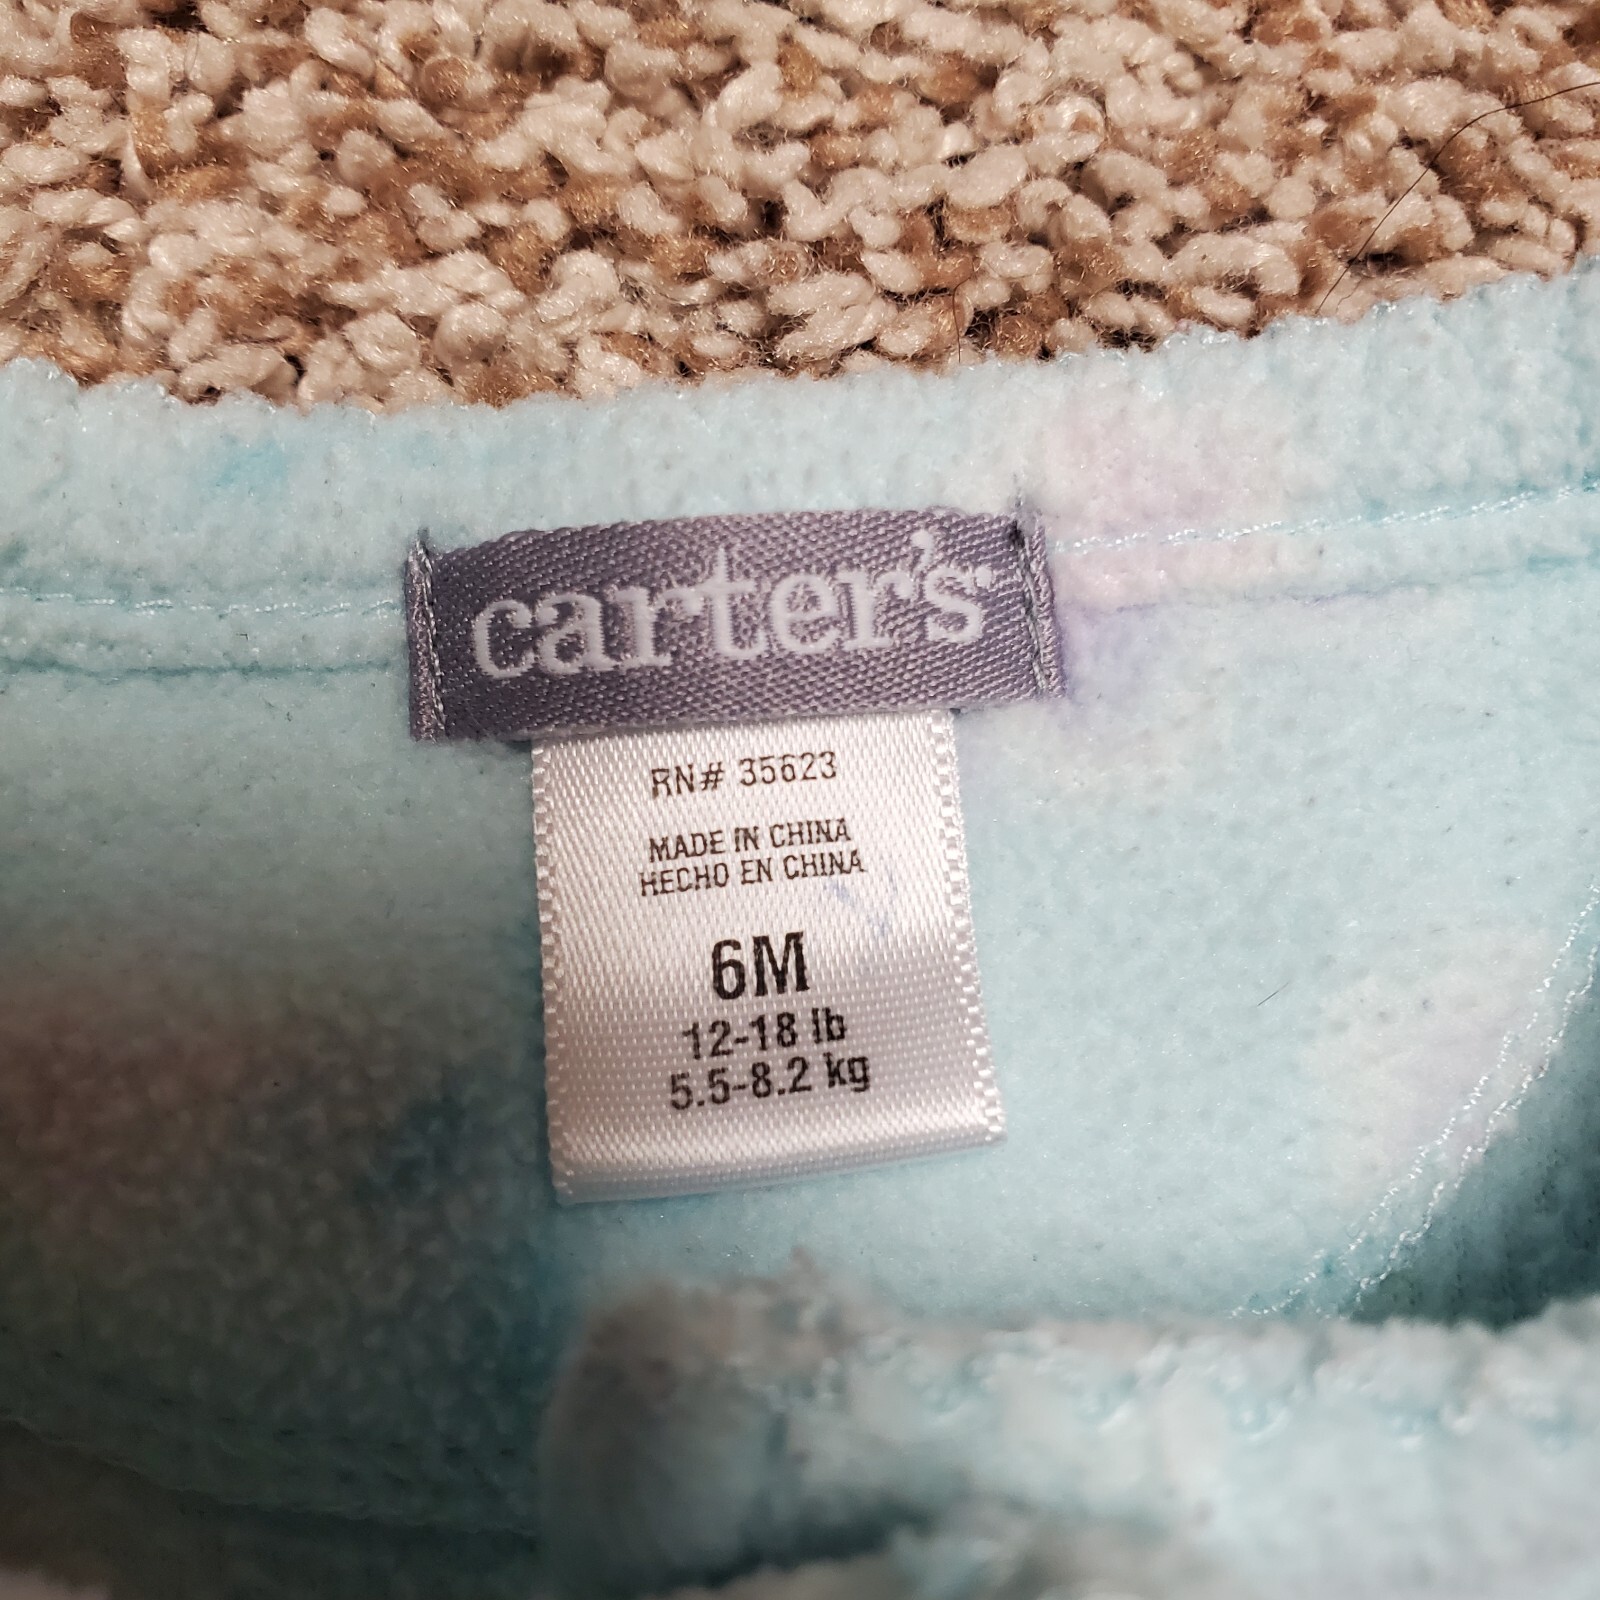 carter's
RN# 35623
MADE IN CHINA
HECHO EN CHINA
6M
12-18 lb
5.5-8.2 kg